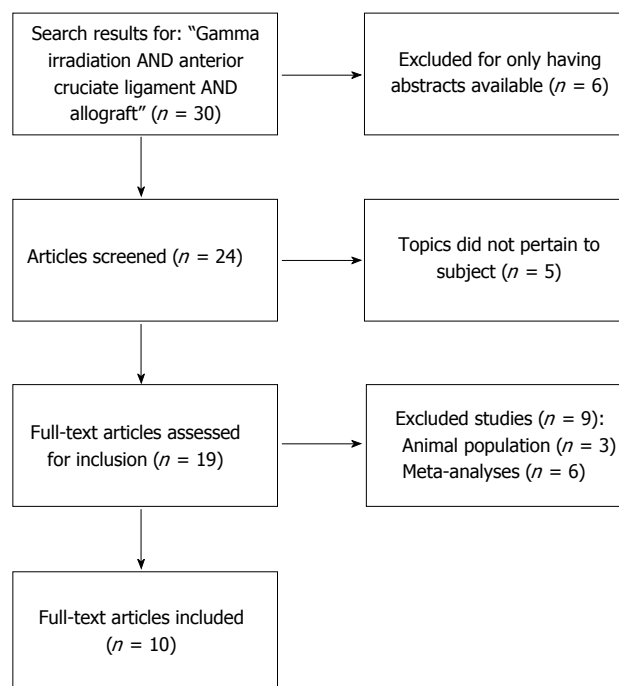 Search results for: “Gamma
irradiation AND anterior
cruciate ligament AND
allograft” (n = 30)
Excluded for only having
abstracts available (n = 6)
Articles screened (n = 24)
Topics did not pertain to
subject (n = 5)
Full-text articles assessed
for inclusion (n = 19)
Excluded studies (n = 9):
Animal population (n = 3)
Meta-analyses (n = 6)
Full-text articles included
(n = 10)